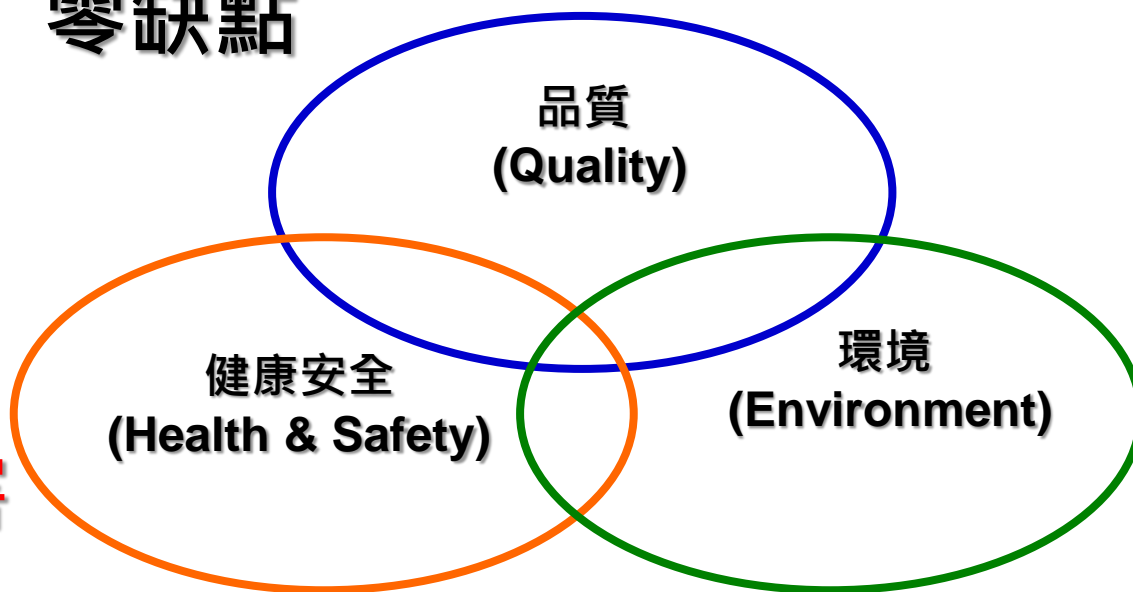 零缺點
品質
(Quality)
環境
(Environment)
健康安全
(Health & Safety)